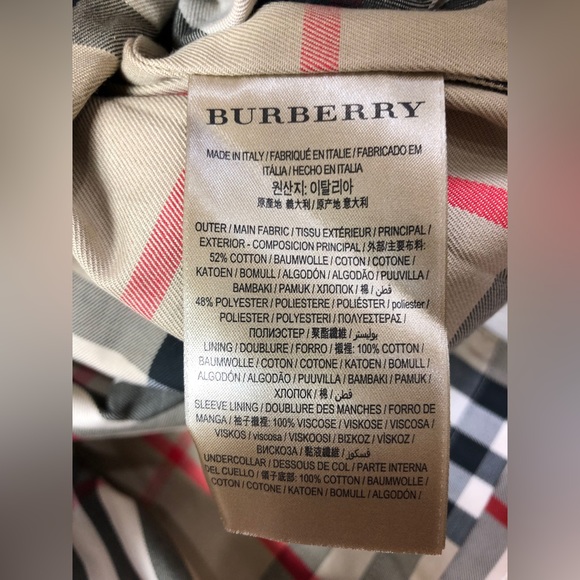 BURBERRY
MADE IN ITALY / FABRIQUÉ EN ITALIE / FABRICADO EM
ITÁLIA / HECHO EN ITALIA
원산지: 이탈리아
原產地 義大利 / 原产地 意大利
OUTER / MAIN FABRIC / TISSU EXTÉRIEUR / PRINCIPAL /
EXTERIOR - COMPOSICION PRINCIPAL / 外部/主要布料:
52% COTTON / BAUMWOLLE / COTON / COTONE /
KATOEN / BOMULL / ALGODÓN / ALGODÃO / PUUVILLA /
BAMBAKI / PAMUK / ХЛОПОК / 棉 / قطن /
48% POLYESTER / POLIESTERE / POLIÉSTER / poliester /
POLIESTER / POLYESTERI / ΠΟΛΥΕΣΤΕΡΑΣ /
ПОЛИЭСТЕР / 聚酯纖維 / بوليستر /
LINING / DOUBLURE / FORRO / 襯裡: 100% COTTON /
BAUMWOLLE / COTON / COTONE / KATOEN / BOMULL /
ALGODÓN / ALGODÃO / PUUVILLA / BAMBAKI / PAMUK /
ХЛОПОК / 棉 / قطن /
SLEEVE LINING / DOUBLURE DES MANCHES / FORRO DE
MANGA / 袖子襯裡: 100% VISCOSE / VISKOSE / VISCOSA /
VISKOS / viscosa / VISKOOSI / ΒΙΣΚΟΖ / VİSKOZ /
ВИСКОЗА / 黏液纖維 / فسكوز /
UNDERCOLLAR / DESSOUS DE COL / PARTE INTERNA
DEL CUELLO / 領子底部: 100% COTTON / BAUMWOLLE /
COTON / COTONE / KATOEN / BOMULL / ALGODÓN /